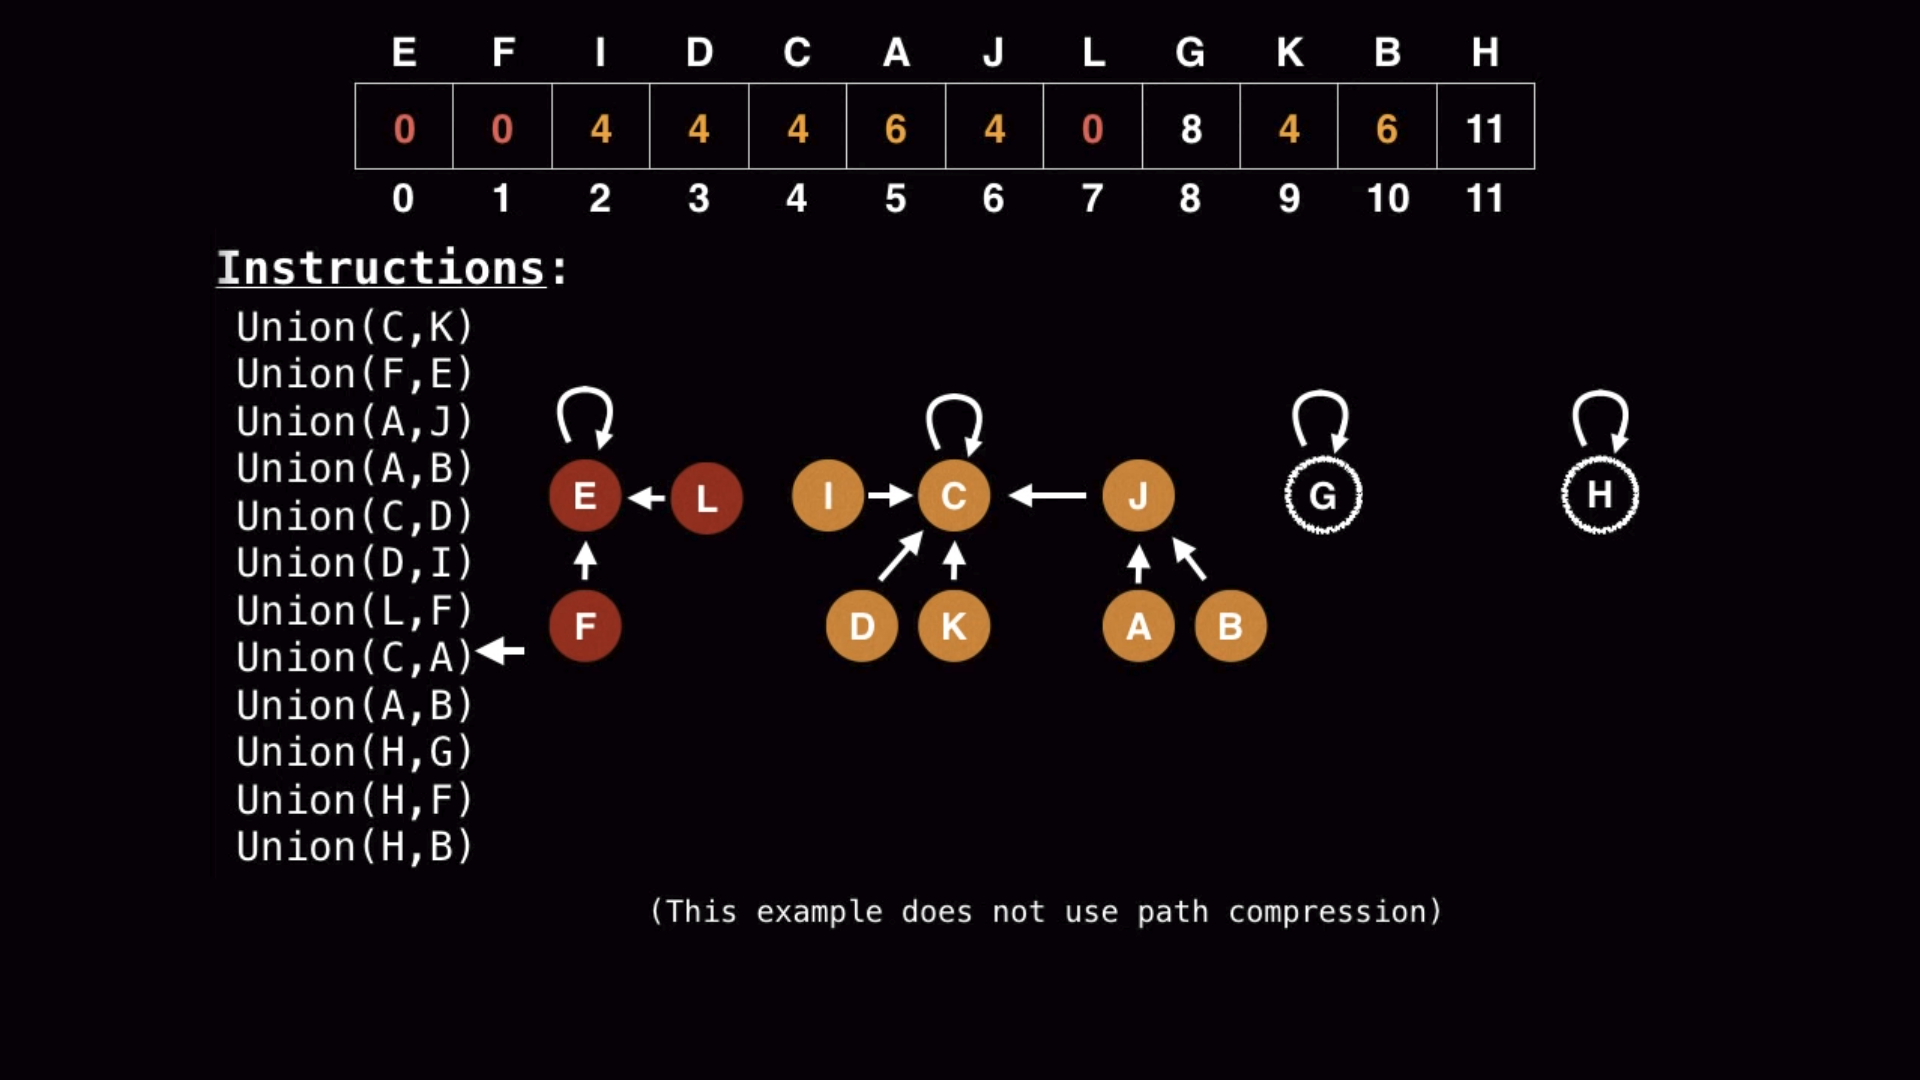 E F I D C A J L G K B H
0 0 4 4 4 6 4 0 8 4 6 11
0 1 2 3 4 5 6 7 8 9 10 11
Instructions:
Union(C,K)
Union(F,E)
Union(A,J)
Union(A,B)
Union(C,D)
Union(D,I)
Union(L,F)
Union(C,A)
Union(A,B)
Union(H,G)
Union(H,F)
Union(H,B)
E L I C J G H
F D K A B
(This example does not use path compression)